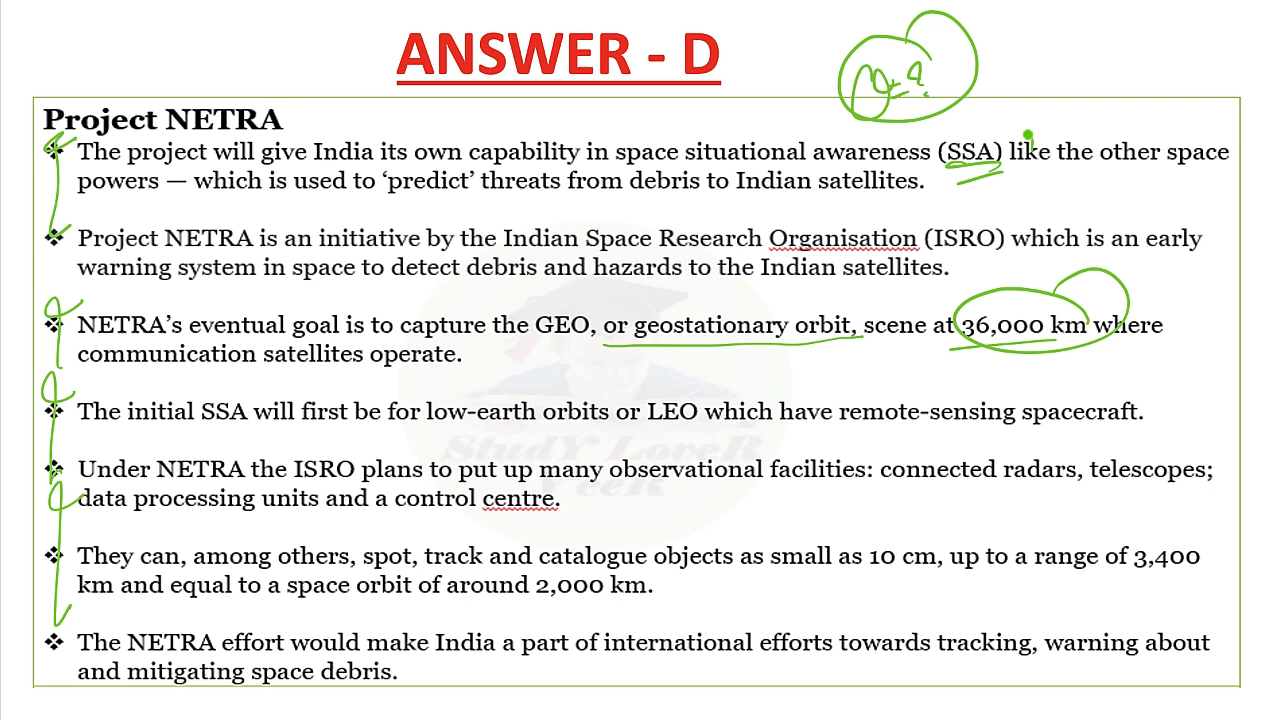 ANSWER - D
Project NETRA
❖ The project will give India its own capability in space situational awareness (SSA) like the other space
powers — which is used to ‘predict’ threats from debris to Indian satellites.
❖ Project NETRA is an initiative by the Indian Space Research Organisation (ISRO) which is an early
warning system in space to detect debris and hazards to the Indian satellites.
❖ NETRA’s eventual goal is to capture the GEO, or geostationary orbit, scene at 36,000 km where
communication satellites operate.
❖ The initial SSA will first be for low-earth orbits or LEO which have remote-sensing spacecraft.
StudY LoveR
VeeR
❖ Under NETRA the ISRO plans to put up many observational facilities: connected radars, telescopes;
data processing units and a control centre.
❖ They can, among others, spot, track and catalogue objects as small as 10 cm, up to a range of 3,400
km and equal to a space orbit of around 2,000 km.
❖ The NETRA effort would make India a part of international efforts towards tracking, warning about
and mitigating space debris.